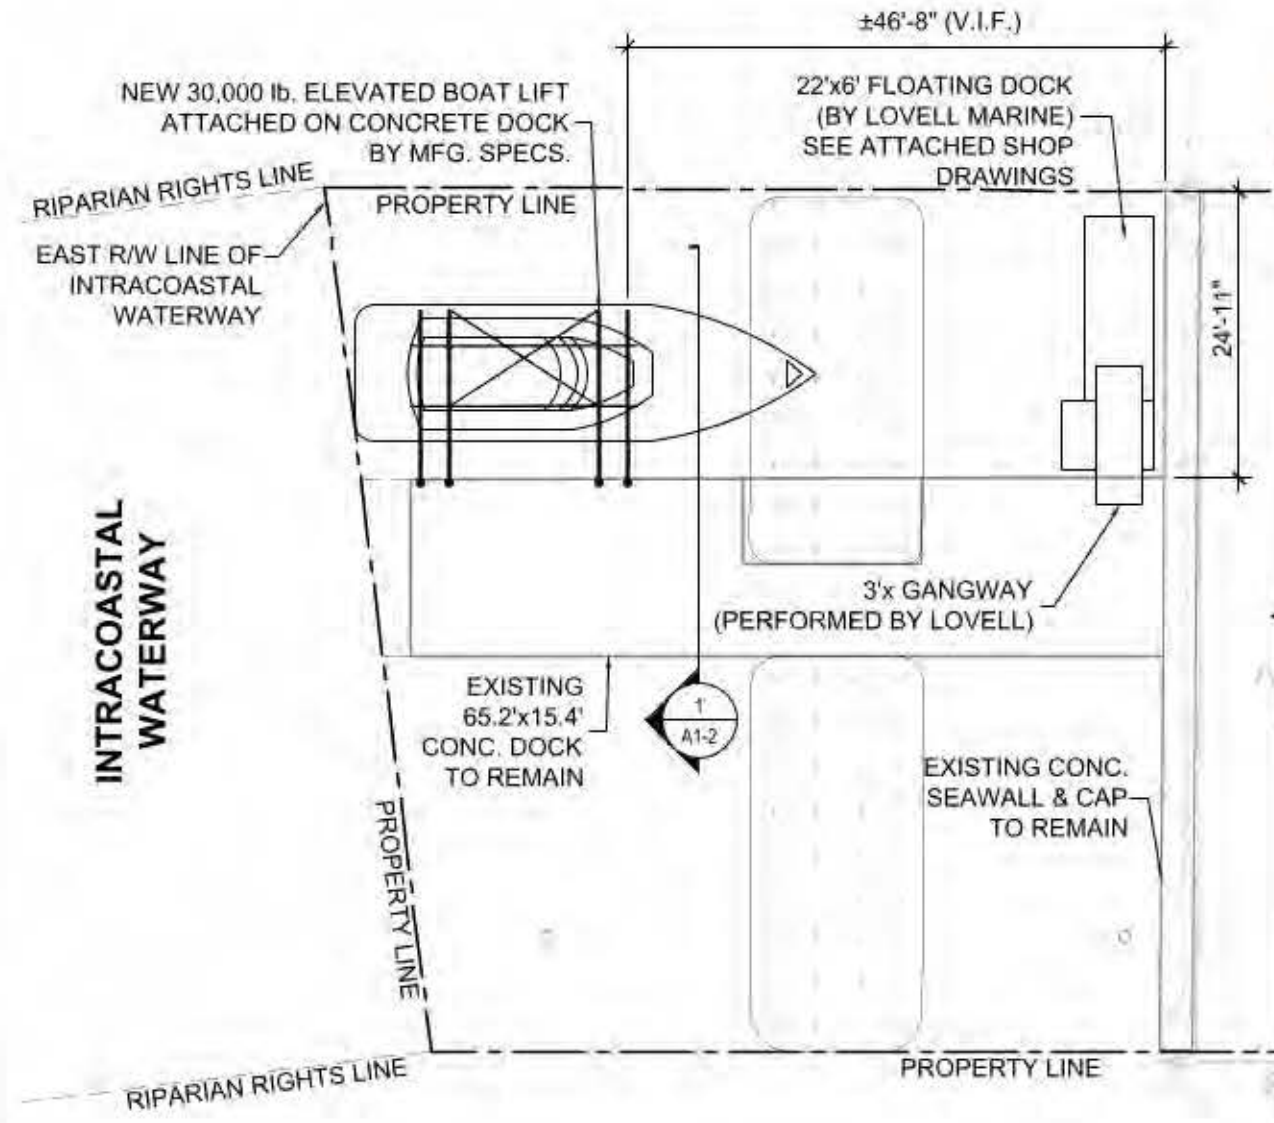 ±46'-8" (V.I.F.)
NEW 30,000 lb. ELEVATED BOAT LIFT
ATTACHED ON CONCRETE DOCK
BY MFG. SPECS.
22'x6' FLOATING DOCK
(BY LOVELL MARINE)
SEE ATTACHED SHOP
DRAWINGS
RIPARIAN RIGHTS LINE
PROPERTY LINE
EAST R/W LINE OF
INTRACOASTAL
WATERWAY
24'-11"
INTRACOASTAL
WATERWAY
3'x GANGWAY
(PERFORMED BY LOVELL)
EXISTING
65.2'x15.4'
CONC. DOCK
TO REMAIN
1'
A1-2
EXISTING CONC.
SEAWALL & CAP
TO REMAIN
PROPERTY LINE
PROPERTY LINE
RIPARIAN RIGHTS LINE